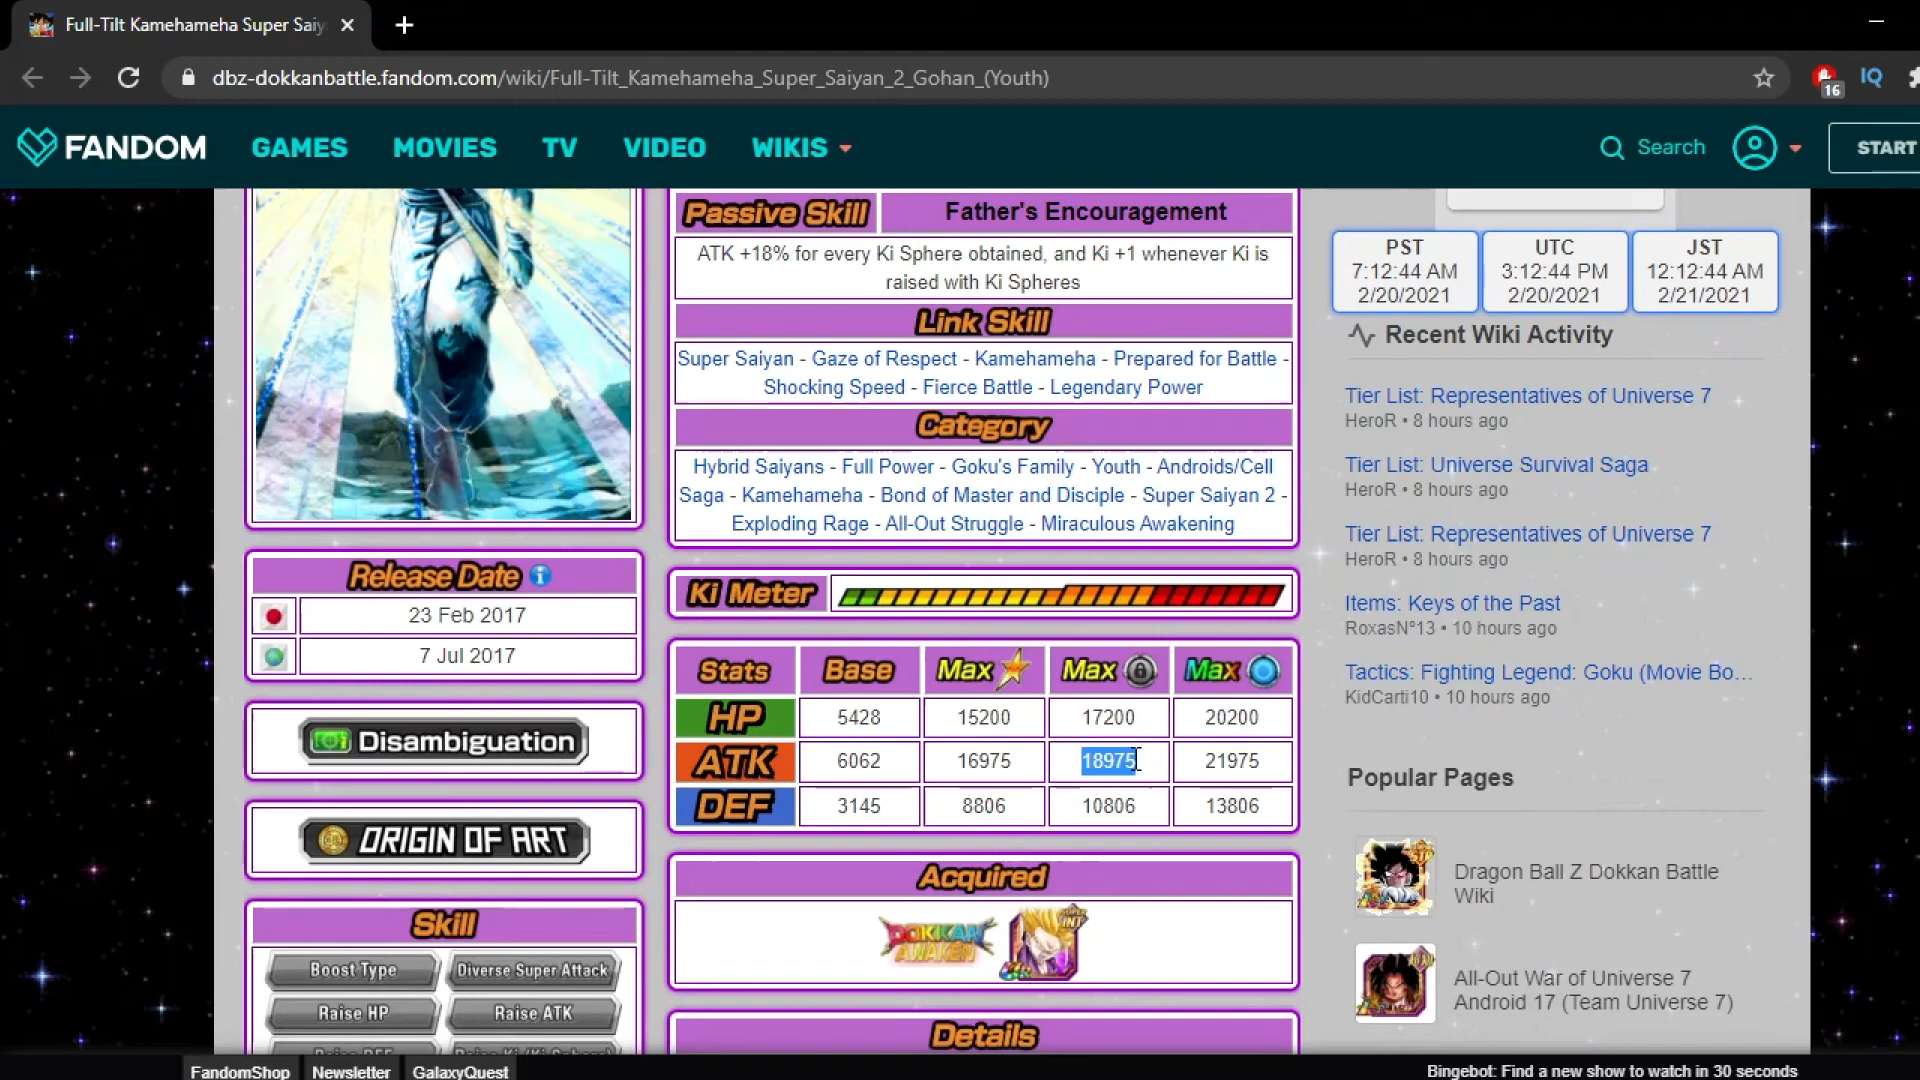 Full-Tilt Kamehameha Super Saiy
dbz-dokkanbattle.fandom.com/wiki/Full-Tilt_Kamehameha_Super_Saiyan_2_Gohan_(Youth)
16
IQ
FANDOM
GAMES
MOVIES
TV
VIDEO
WIKIS
Search
START
Passive Skill
Father's Encouragement
ATK +18% for every Ki Sphere obtained, and Ki +1 whenever Ki is
raised with Ki Spheres
Link Skill
Super Saiyan - Gaze of Respect - Kamehameha - Prepared for Battle -
Shocking Speed - Fierce Battle - Legendary Power
Category
Hybrid Saiyans - Full Power - Goku's Family - Youth - Androids/Cell
Saga - Kamehameha - Bond of Master and Disciple - Super Saiyan 2 -
Exploding Rage - All-Out Struggle - Miraculous Awakening
Release Date
23 Feb 2017
7 Jul 2017
Disambiguation
ORIGIN OF ART
Skill
Boost Type
Diverse Super Attack
Raise HP
Raise ATK
Ki Meter
Stats
Base
Max
Max
Max
HP
5428
15200
17200
20200
ATK
6062
16975
18975
21975
DEF
3145
8806
10806
13806
Acquired
DOKKAN
AWAKEN
SUPER
INT
Details
PST
7:12:44 AM
2/20/2021
UTC
3:12:44 PM
2/20/2021
JST
12:12:44 AM
2/21/2021
Recent Wiki Activity
Tier List: Representatives of Universe 7
HeroR • 8 hours ago
Tier List: Universe Survival Saga
HeroR • 8 hours ago
Tier List: Representatives of Universe 7
HeroR • 8 hours ago
Items: Keys of the Past
RoxasN°13 • 10 hours ago
Tactics: Fighting Legend: Goku (Movie Bo…
KidCarti10 • 10 hours ago
Popular Pages
Dragon Ball Z Dokkan Battle
Wiki
All-Out War of Universe 7
Android 17 (Team Universe 7)
FandomShop
Newsletter
GalaxyQuest
Bingebot: Find a new show to watch in 30 seconds